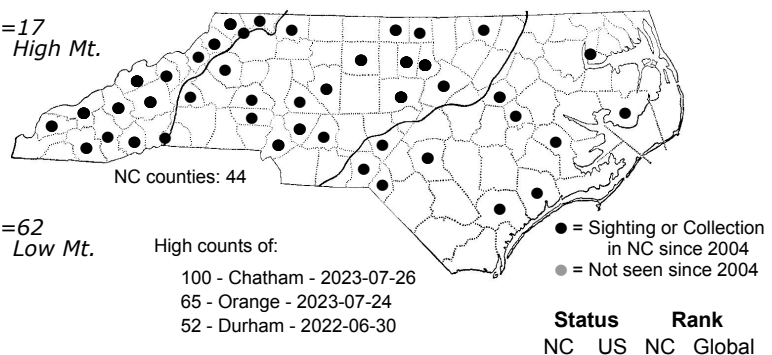 =17
High Mt.
NC counties: 44
=62
Low Mt.
High counts of:
100 - Chatham - 2023-07-26
65 - Orange - 2023-07-24
52 - Durham - 2022-06-30
● = Sighting or Collection
in NC since 2004
● = Not seen since 2004
Status Rank
NC US NC Global